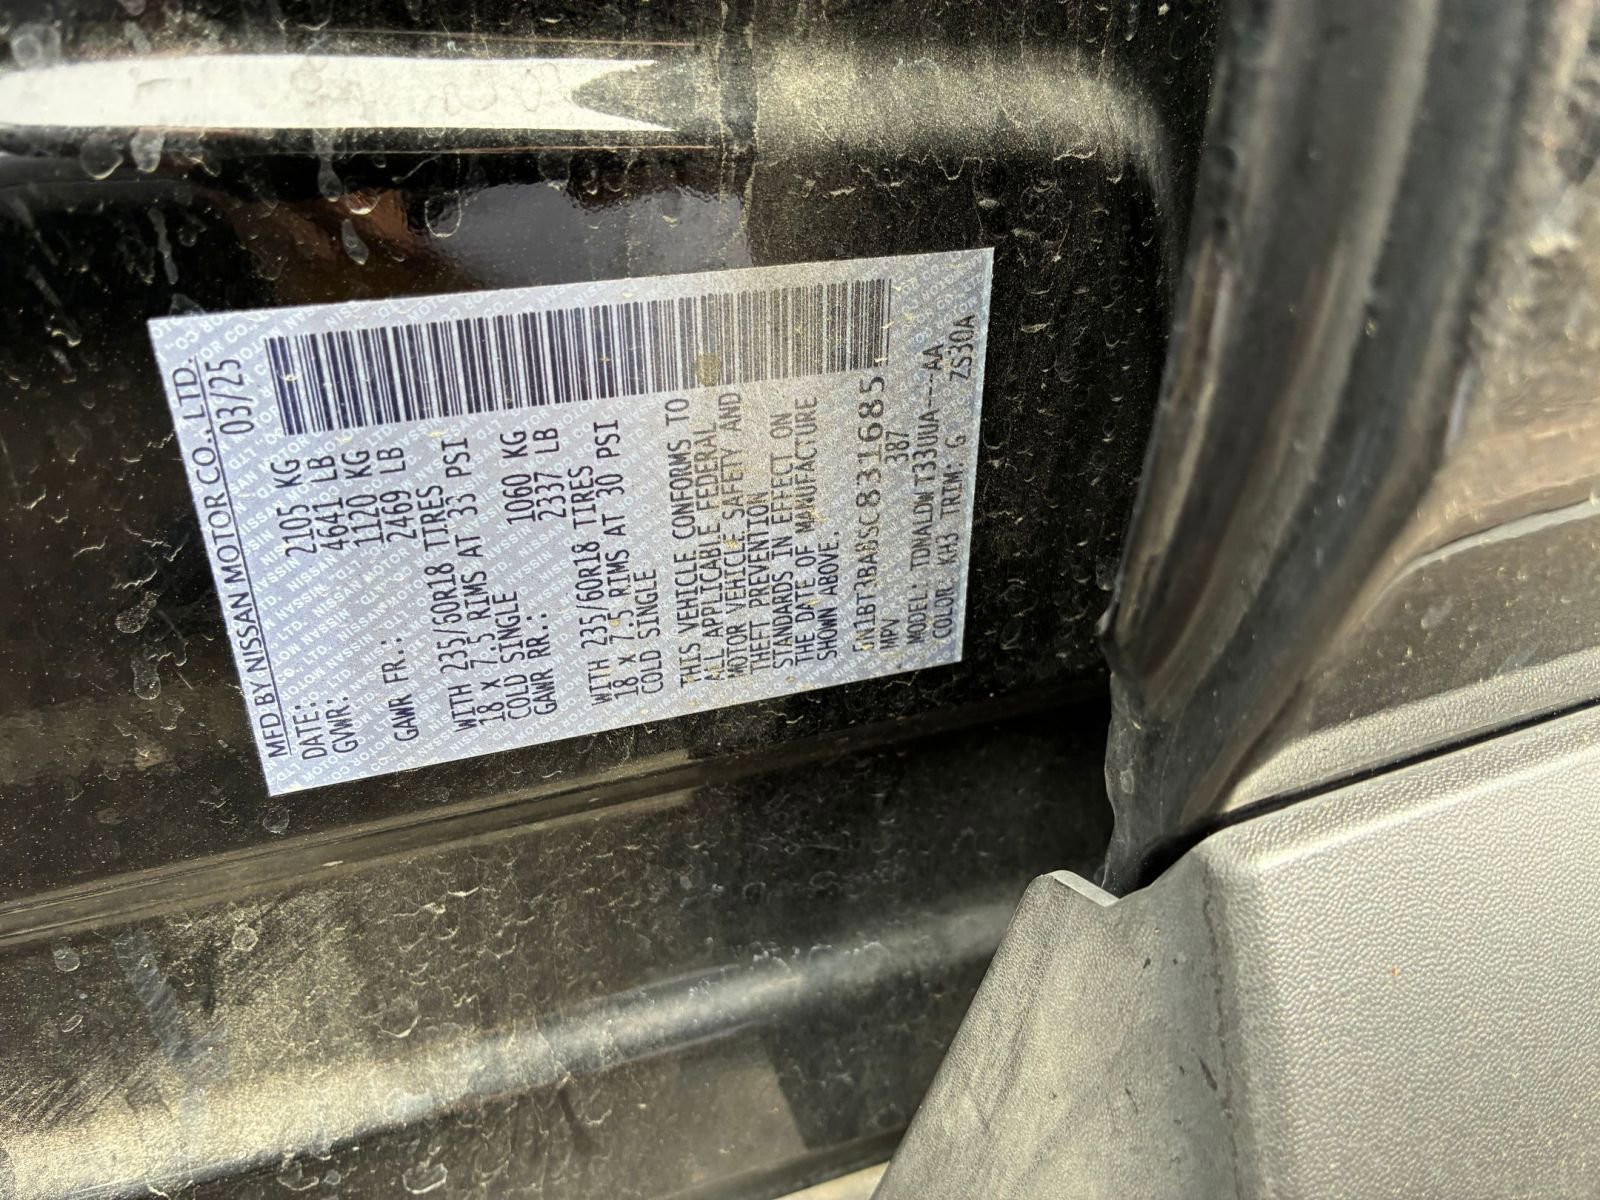 MFD BY NISSAN MOTOR CO., LTD.
DATE: 03/25
GVWR: 2105 KG
4641 LB
GAWR FR.: 1120 KG
2469 LB
WITH 235/60R18 TIRES
18 X 7.5 RIMS AT 33 PSI
COLD SINGLE
GAWR RR.: 1060 KG
2337 LB
WITH 235/60R18 TIRES
18 X 7.5 RIMS AT 30 PSI
COLD SINGLE
THIS VEHICLE CONFORMS TO
ALL APPLICABLE FEDERAL
MOTOR VEHICLE SAFETY AND
THEFT PREVENTION
STANDARDS IN EFFECT ON
THE DATE OF MANUFACTURE
SHOWN ABOVE.
5N1BT3BA8SC831685
MPV 387
MODEL: TDNALDWT33UUA---AA
COLOR: KH3 TRIM: G ZS30A